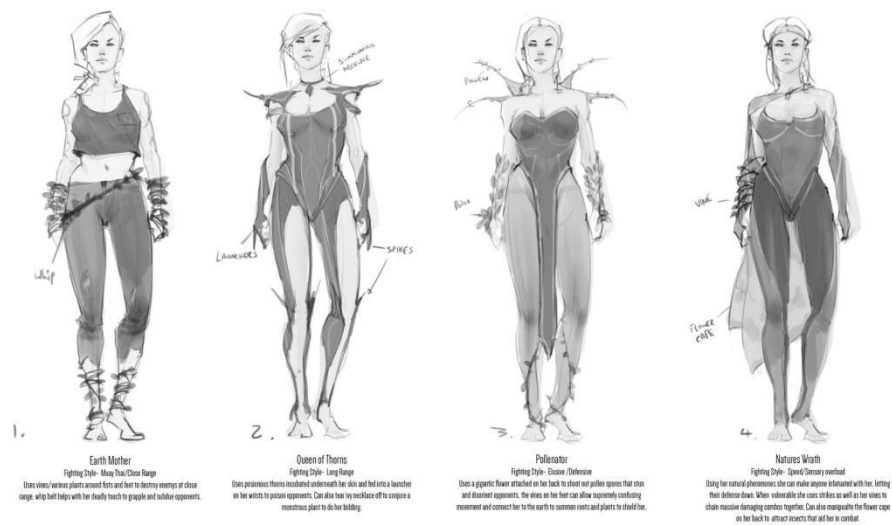 SUMMONING
NECKLACE
POLLEN
Whip
LAUNCHERS
SPIKES
VINE
FLOWER
CAPE
1.
2.
3.
4.
Earth Mother
Fighting Style- Muay Thai/Close Range
Uses vines/various plants around fists and feet to destroy enemys at close
range, whip belt helps with her deadly touch to grapple and subdue opponents.
Queen of Thorns
Fighting Style- Long Range
Uses posionous thorns incubated underneath her skin and fed into a launcher
on her wrists to poison opponents. Can also tear ivy necklace off to conjure a
monstrous plant to do her bidding.
Pollenator
Fighting Style- Elusive /Defensive
Uses a gigantic flower attached on her back to shoot out pollen spores that stun
and disorient opponents, the vines on her feet can allow supremely confusing
movement and connect her to the earth to summon roots and plants to shield her.
Natures Wrath
Fighting Style- Speed/Sensory overload
Using her natural pheromones she can make anyone infatuated with her, letting
their defense down. When vulnerable she uses strikes as well as her vines to
chain massive damaging combos together. Can also manipualte the flower cape
on her back to attract insects that aid her in combat.